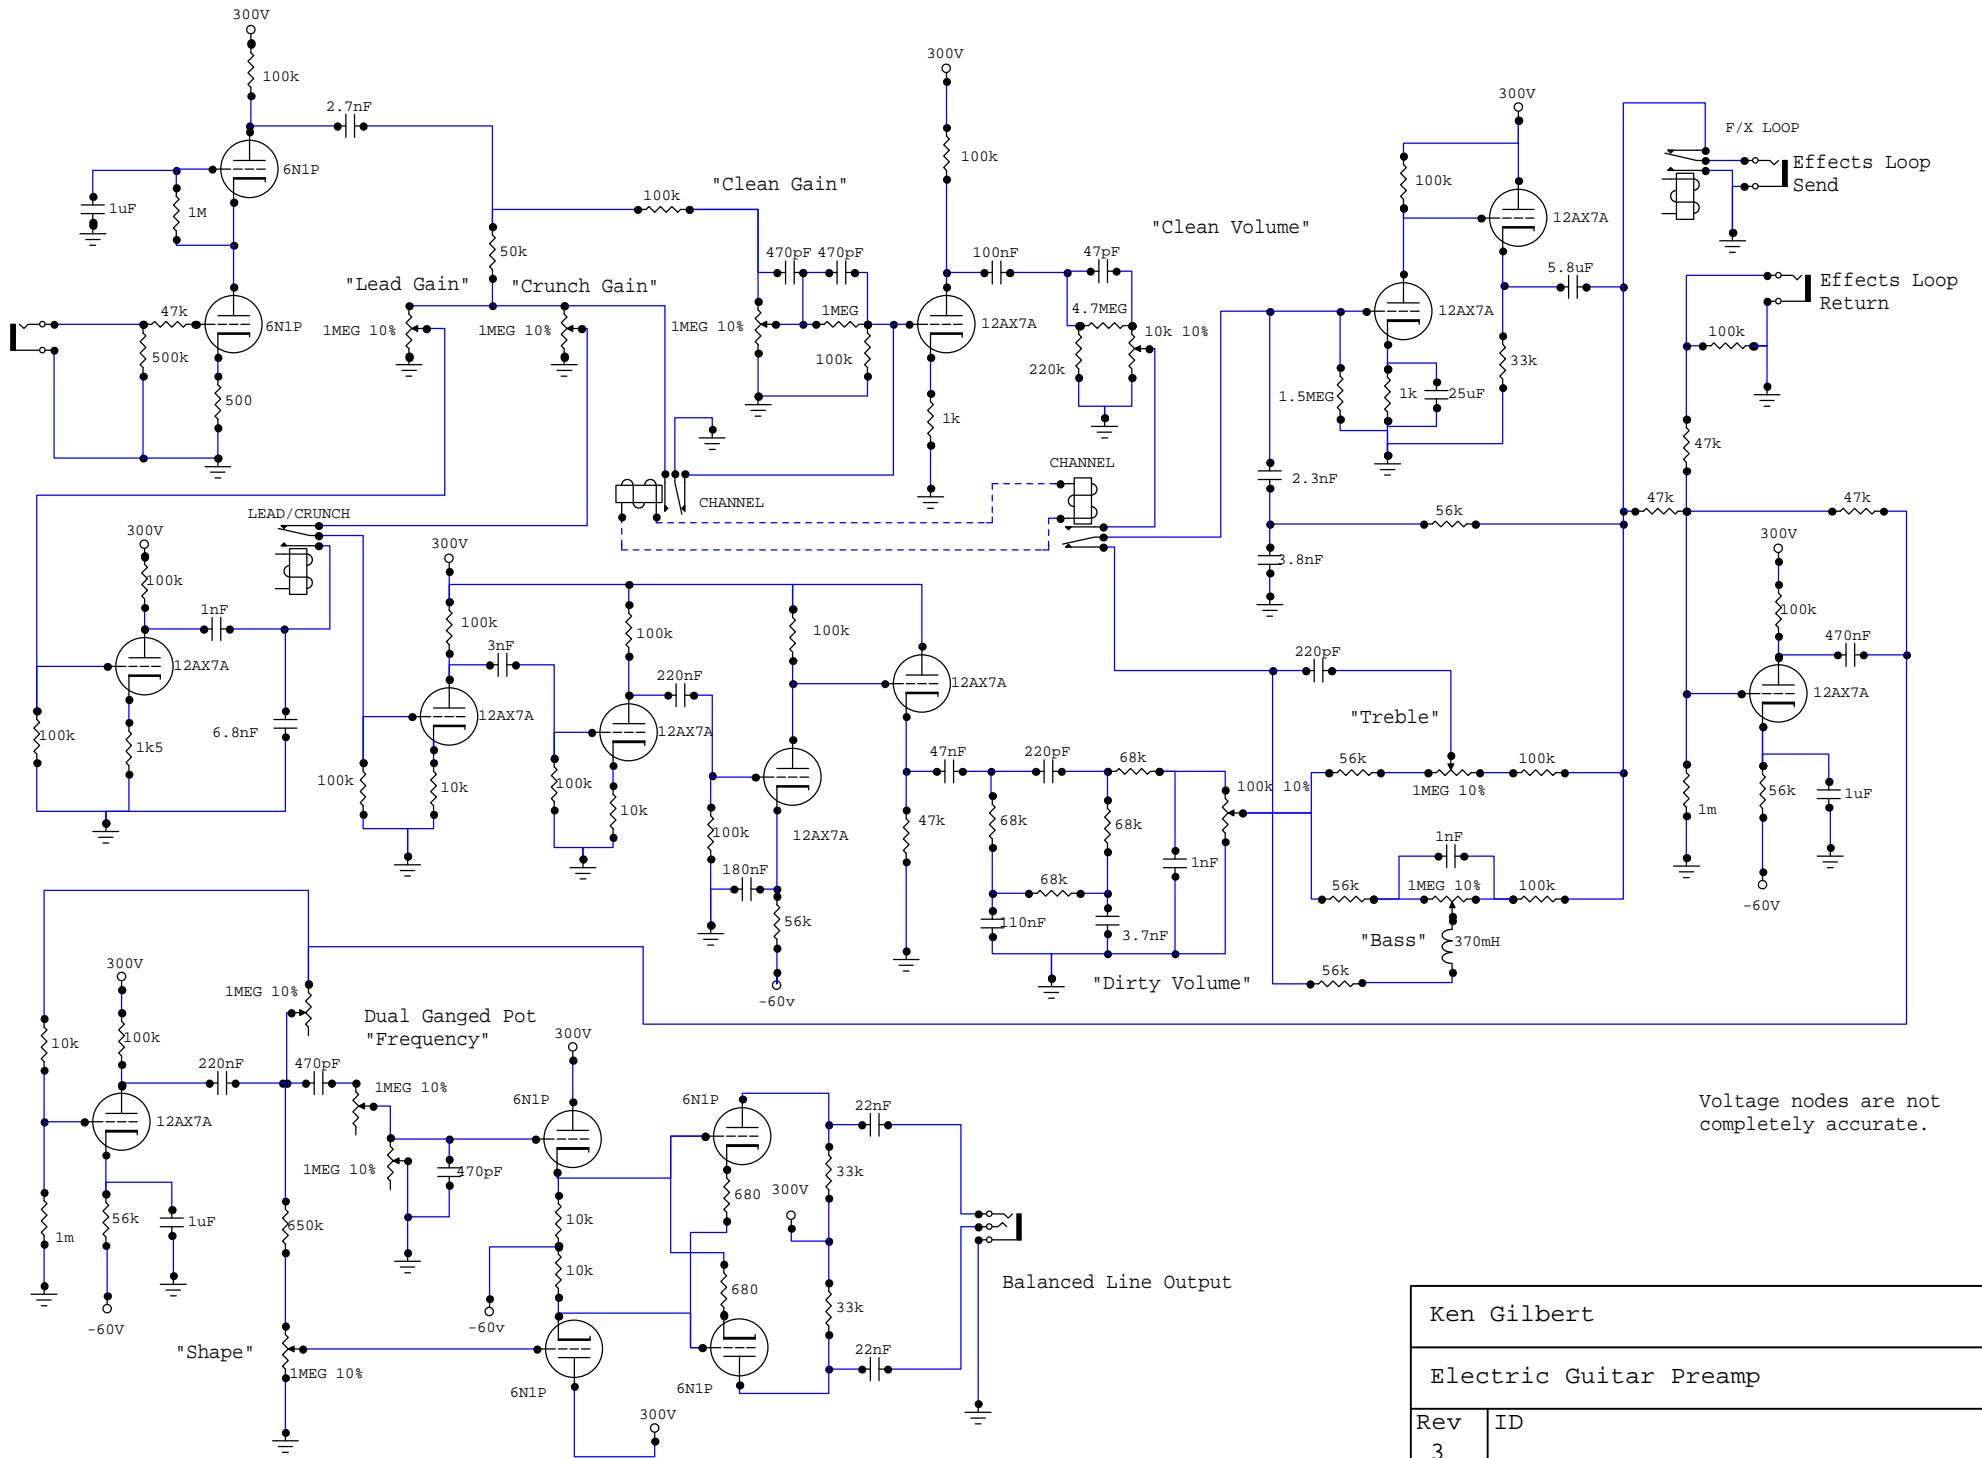 300V
100k
2.7nF
6N1P
1uF
1M
47k
6N1P
500k
500
"Lead Gain"
1MEG 10%
50k
"Crunch Gain"
1MEG 10%
100k
"Clean Gain"
470pF
470pF
1MEG 10%
1MEG
100k
300V
100k
100nF
12AX7A
1k
"Clean Volume"
47pF
4.7MEG
220k
10k 10%
300V
100k
12AX7A
12AX7A
5.8uF
33k
1.5MEG
1k
25uF
F/X LOOP
Effects Loop
Send
Effects Loop
Return
100k
47k
CHANNEL
CHANNEL
2.3nF
56k
3.8nF
47k
47k
LEAD/CRUNCH
300V
100k
1nF
12AX7A
100k
1k5
6.8nF
300V
100k
3nF
12AX7A
100k
10k
100k
220nF
12AX7A
100k
10k
100k
12AX7A
100k
180nF
56k
-60v
12AX7A
47k
47nF
220pF
68k
68k
68k
68k
110nF
3.7nF
1nF
100k 10%
"Dirty Volume"
220pF
"Treble"
56k
1MEG 10%
100k
1nF
56k
1MEG 10%
100k
"Bass"
370mH
56k
300V
100k
470nF
12AX7A
1m
56k
1uF
-60V
300V
10k
100k
220nF
12AX7A
1m
56k
1uF
-60V
1MEG 10%
Dual Ganged Pot
"Frequency"
470pF
1MEG 10%
1MEG 10%
470pF
650k
"Shape"
1MEG 10%
300V
6N1P
10k
10k
-60v
6N1P
300V
6N1P
680
300V
680
6N1P
22nF
33k
33k
22nF
Balanced Line Output
Voltage nodes are not
completely accurate.
Ken Gilbert
Electric Guitar Preamp
Rev
ID
3